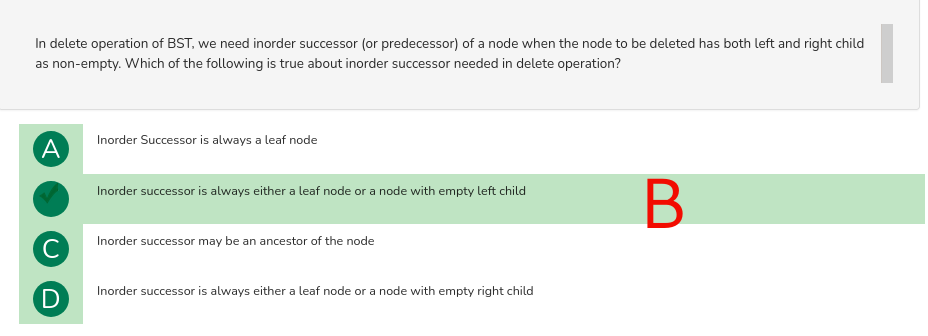 In delete operation of BST, we need inorder successor (or predecessor) of a node when the node to be deleted has both left and right child
as non-empty. Which of the following is true about inorder successor needed in delete operation?
A Inorder Successor is always a leaf node
Inorder successor is always either a leaf node or a node with empty left child B
C Inorder successor may be an ancestor of the node
D Inorder successor is always either a leaf node or a node with empty right child